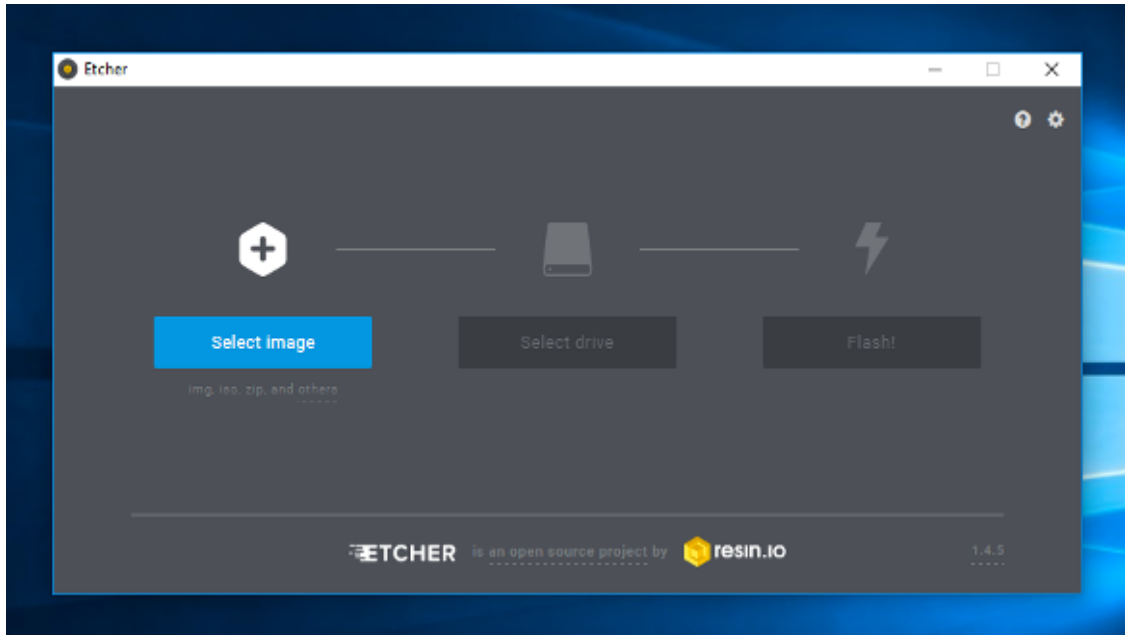 Etcher
Select image
Select drive
Flash!
img, iso, zip, and others
ETCHER is an open source project by resin.io
1.4.5